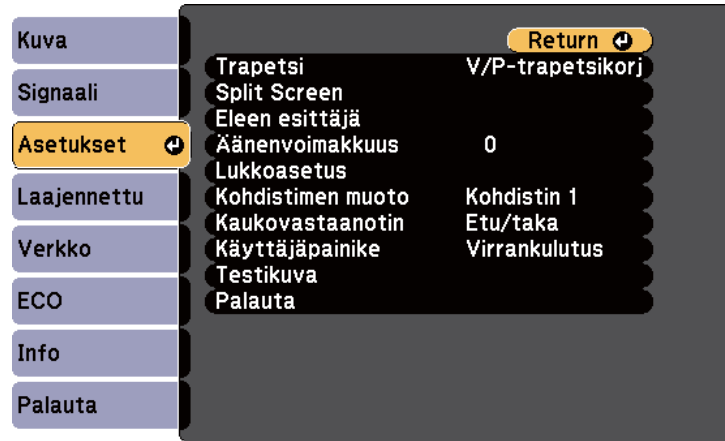 Kuva
Signaali
Asetukset
Laajennettu
Verkko
ECO
Info
Palauta
Return
Trapetsi V/P-trapetsikorj
Split Screen
Eleen esittäjä
Äänenvoimakkuus 0
Lukkoasetus
Kohdistimen muoto Kohdistin 1
Kaukovastaanotin Etu/taka
Käyttäjäpainike Virrankulutus
Testikuva
Palauta